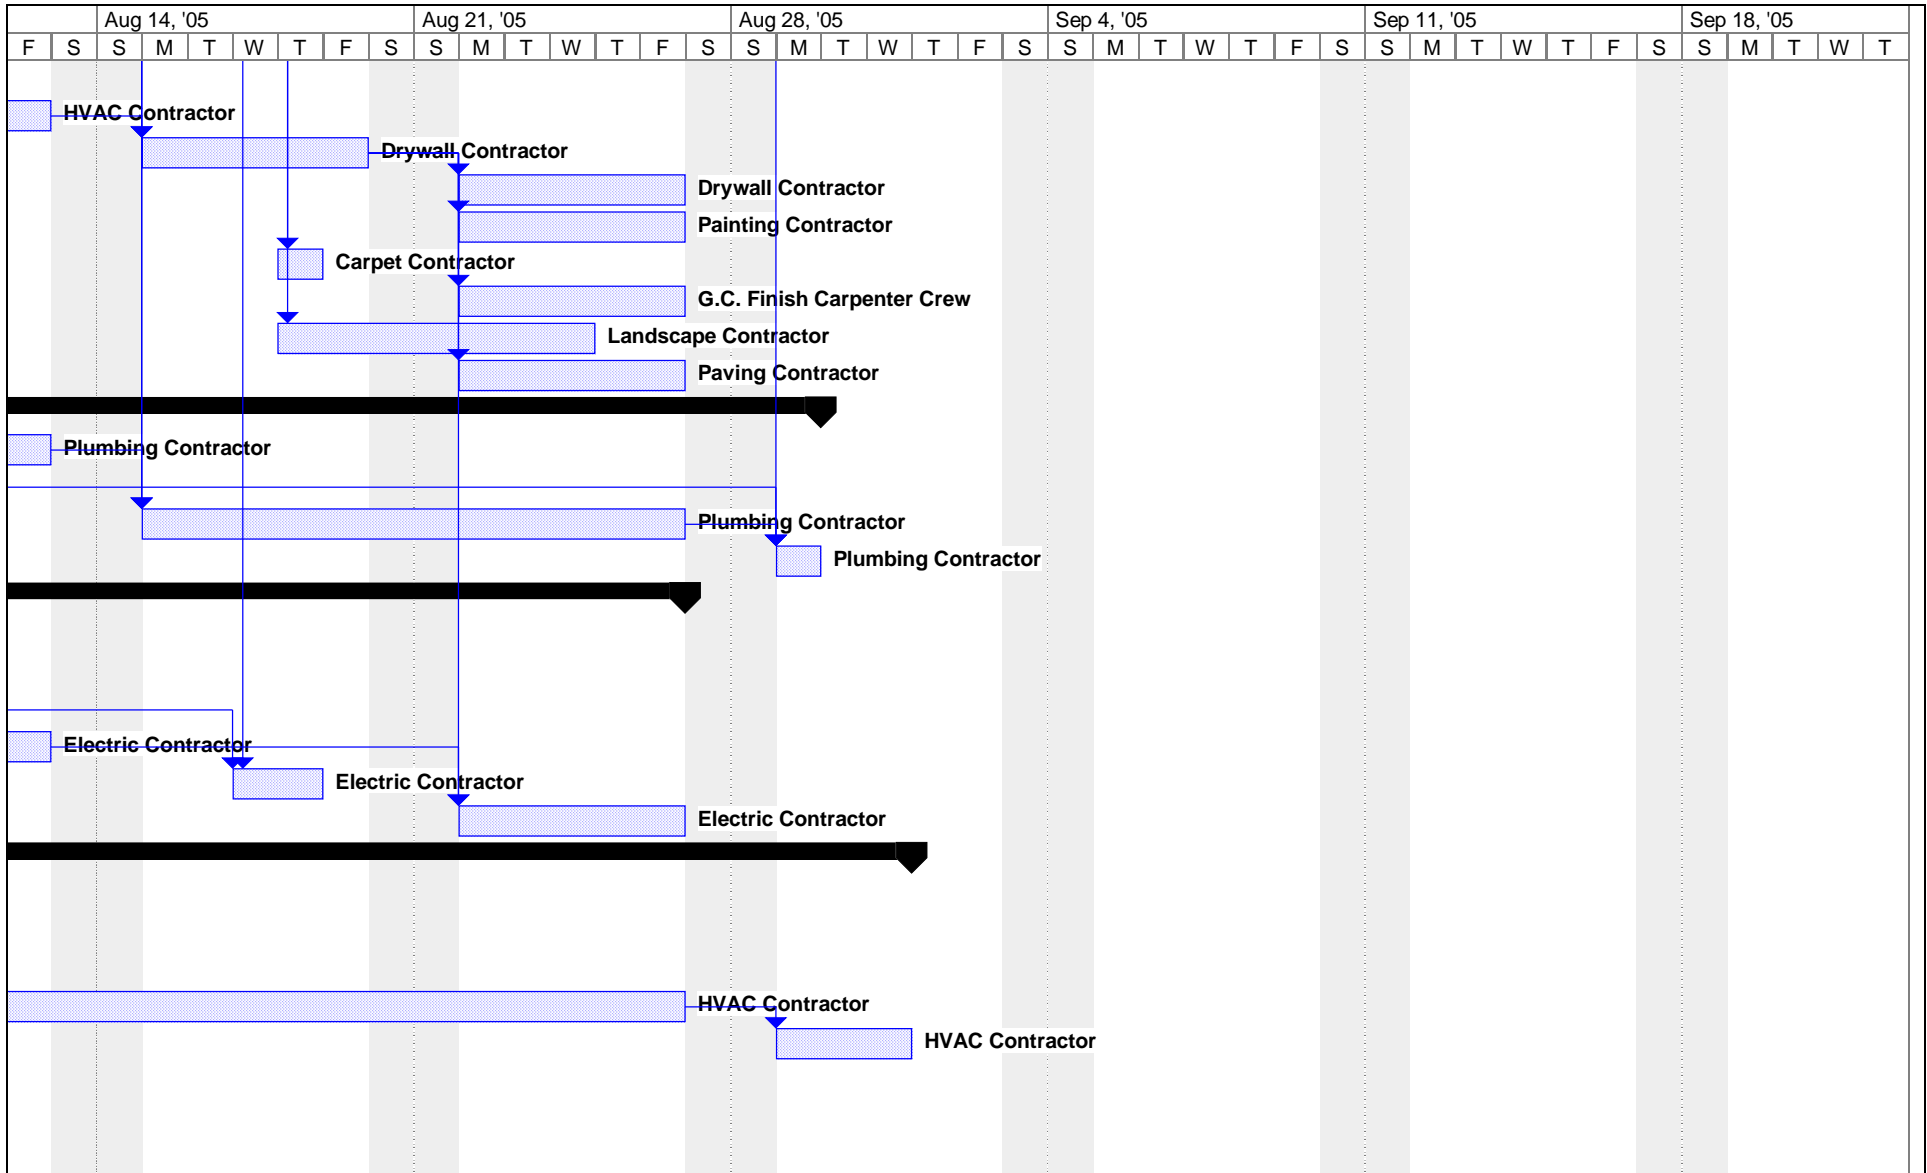 Aug 14, '05 Aug 21, '05 Aug 28, '05 Sep 4, '05 Sep 11, '05 Sep 18, '05
F S S M T W T F S S M T W T F S S M T W T F S S M T W T F S S M T W T F S S M T W T
HVAC Contractor
Drywall Contractor
Drywall Contractor
Painting Contractor
Carpet Contractor
G.C. Finish Carpenter Crew
Landscape Contractor
Paving Contractor
Plumbing Contractor
Plumbing Contractor
Plumbing Contractor
Electric Contractor
Electric Contractor
Electric Contractor
HVAC Contractor
HVAC Contractor